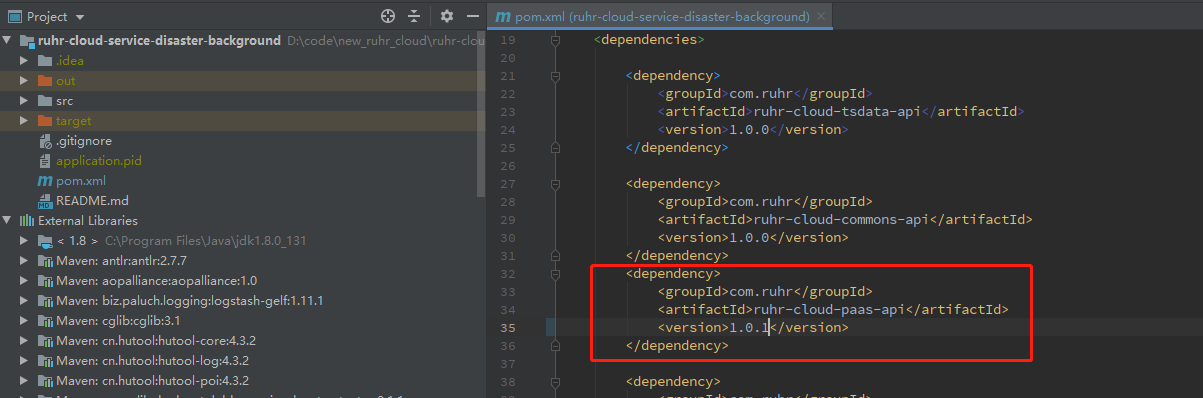 Project
ruhr-cloud-service-disaster-background D:\code\new_ruhr_cloud\ruhr-clou
.idea
out
src
target
.gitignore
application.pid
pom.xml
README.md
External Libraries
< 1.8 > C:\Program Files\Java\jdk1.8.0_131
Maven: antlr:antlr:2.7.7
Maven: aopalliance:aopalliance:1.0
Maven: biz.paluch.logging:logstash-gelf:1.11.1
Maven: cglib:cglib:3.1
Maven: cn.hutool:hutool-core:4.3.2
Maven: cn.hutool:hutool-log:4.3.2
Maven: cn.hutool:hutool-poi:4.3.2
pom.xml (ruhr-cloud-service-disaster-background)
19 <dependencies>
20
21 <dependency>
22 <groupId>com.ruhr</groupId>
23 <artifactId>ruhr-cloud-tsdata-api</artifactId>
24 <version>1.0.0</version>
25 </dependency>
26
27 <dependency>
28 <groupId>com.ruhr</groupId>
29 <artifactId>ruhr-cloud-commons-api</artifactId>
30 <version>1.0.0</version>
31 </dependency>
32 <dependency>
33 <groupId>com.ruhr</groupId>
34 <artifactId>ruhr-cloud-paas-api</artifactId>
35 <version>1.0.1</version>
36 </dependency>
37
38 <dependency>
<groupId>com.ruhr</groupId>